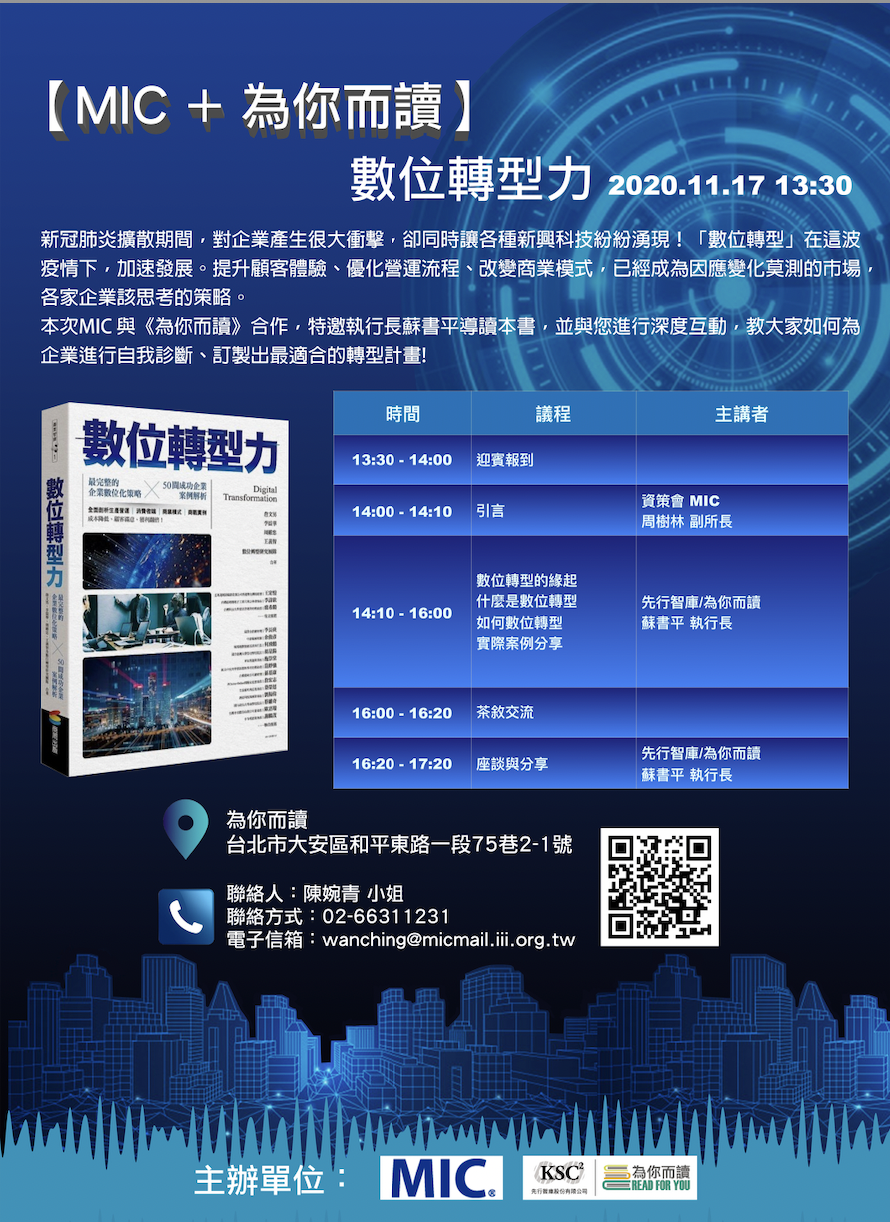 【MIC + 為你而讀】
數位轉型力 2020.11.17 13:30
新冠肺炎擴散期間，對企業產生很大衝擊，卻同時讓各種新興科技紛紛湧現！「數位轉型」在這波
疫情下，加速發展。提升顧客體驗、優化營運流程、改變商業模式，已經成為因應變化莫測的市場，
各家企業該思考的策略。
本次MIC 與《為你而讀》合作，特邀執行長蘇書平導讀本書，並與您進行深度互動，教大家如何為
企業進行自我診斷、訂製出最適合的轉型計畫!
數位轉型力
最完整的
企業數位化策略
50間成功企業
案例解析
Digital
Transformation
數位轉型力
商周出版
時間 議程 主講者
13:30 - 14:00 迎賓報到
14:00 - 14:10 引言 資策會 MIC
周樹林 副所長
14:10 - 16:00
數位轉型的緣起
什麼是數位轉型
如何數位轉型
實際案例分享
先行智庫/為你而讀
蘇書平 執行長
16:00 - 16:20 茶敘交流
16:20 - 17:20 座談與分享
先行智庫/為你而讀
蘇書平 執行長
為你而讀
台北市大安區和平東路一段75巷2-1號
聯絡人：陳婉青 小姐
聯絡方式：02-66311231
電子信箱：wanching@micmail.iii.org.tw
主辦單位：
MIC®
KSC²
先行智庫股份有限公司
為你而讀
READ FOR YOU